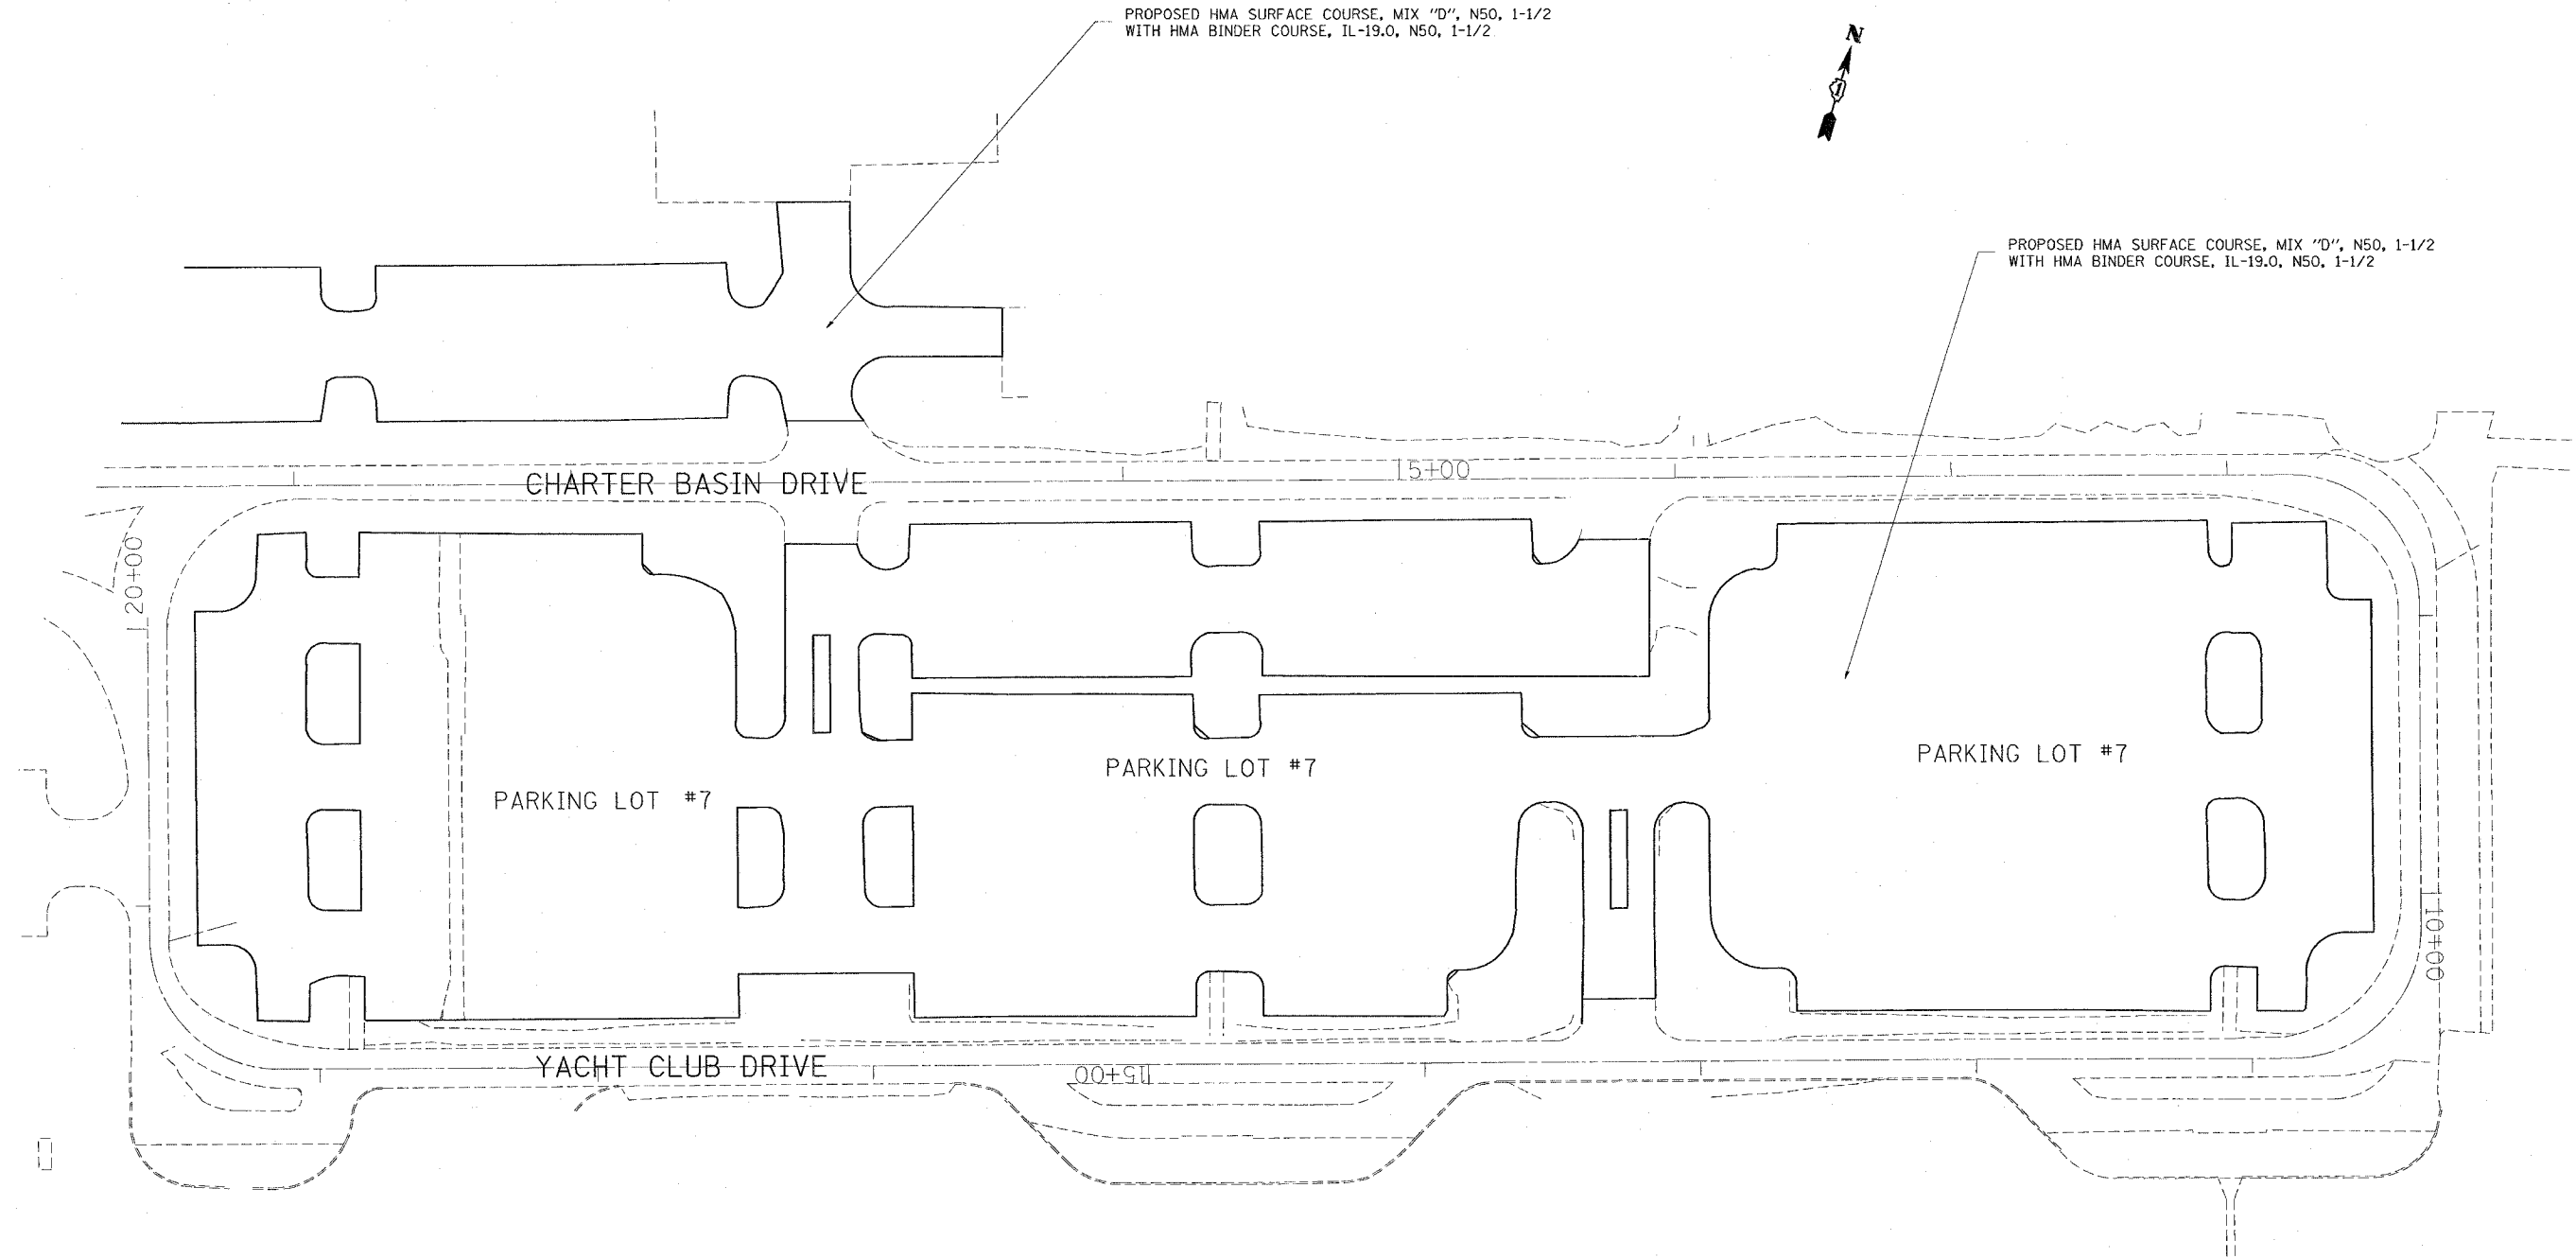 PROPOSED HMA SURFACE COURSE, MIX "D", N50, 1-1/2
WITH HMA BINDER COURSE, IL-19.0, N50, 1-1/2
N
1
PROPOSED HMA SURFACE COURSE, MIX "D", N50, 1-1/2
WITH HMA BINDER COURSE, IL-19.0, N50, 1-1/2
15+00
CHARTER BASIN DRIVE
20+00
PARKING LOT #7
PARKING LOT #7
PARKING LOT #7
10+00
YACHT CLUB DRIVE
15+00